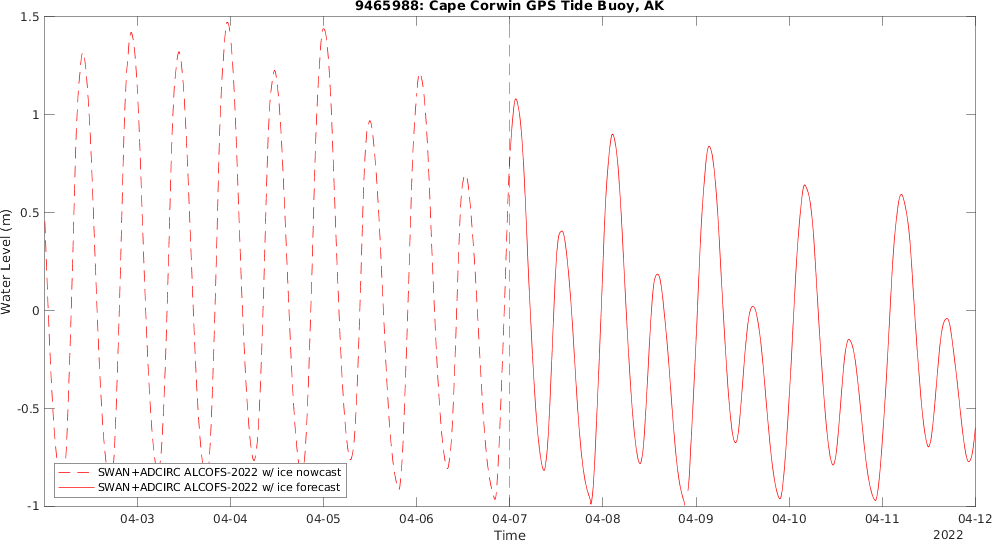 9465988: Cape Corwin GPS Tide Buoy, AK
1.5
1
0.5
0
-0.5
-1
Water Level (m)
SWAN+ADCIRC ALCOFS-2022 w/ ice nowcast
SWAN+ADCIRC ALCOFS-2022 w/ ice forecast
04-03 04-04 04-05 04-06 04-07 04-08 04-09 04-10 04-11 04-12
Time
2022